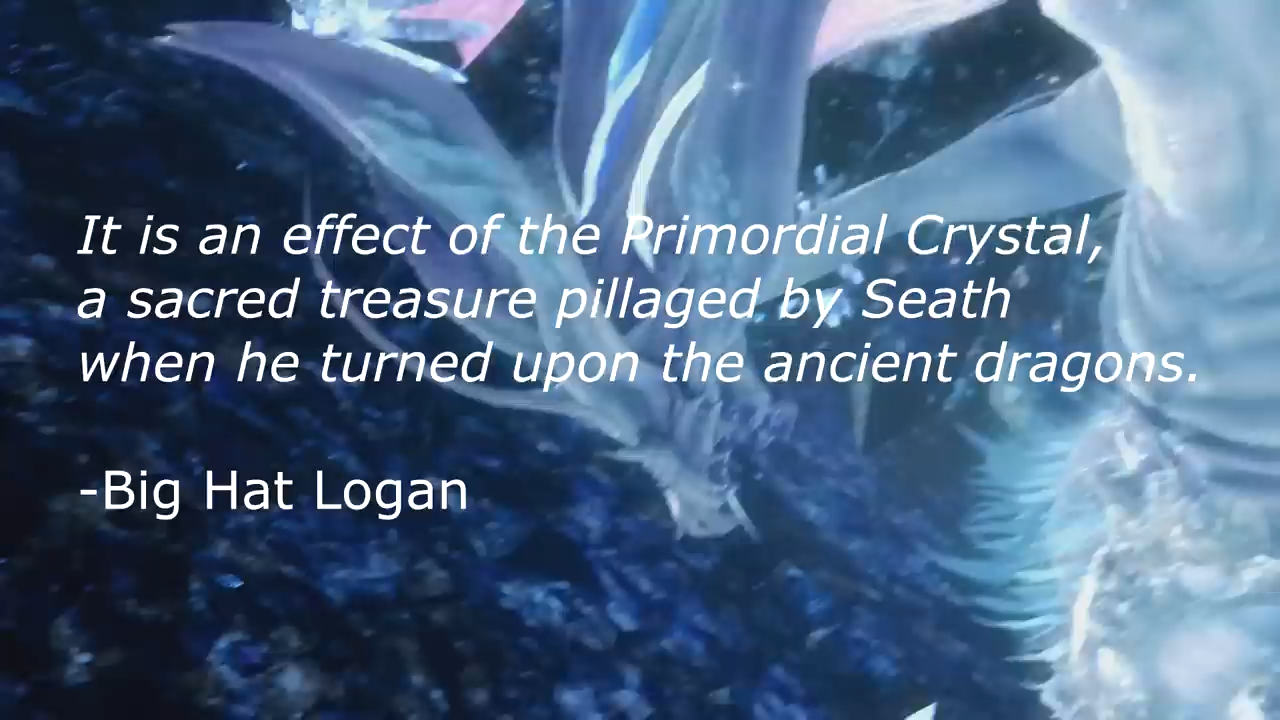 It is an effect of the Primordial Crystal,
a sacred treasure pillaged by Seath
when he turned upon the ancient dragons.
-Big Hat Logan